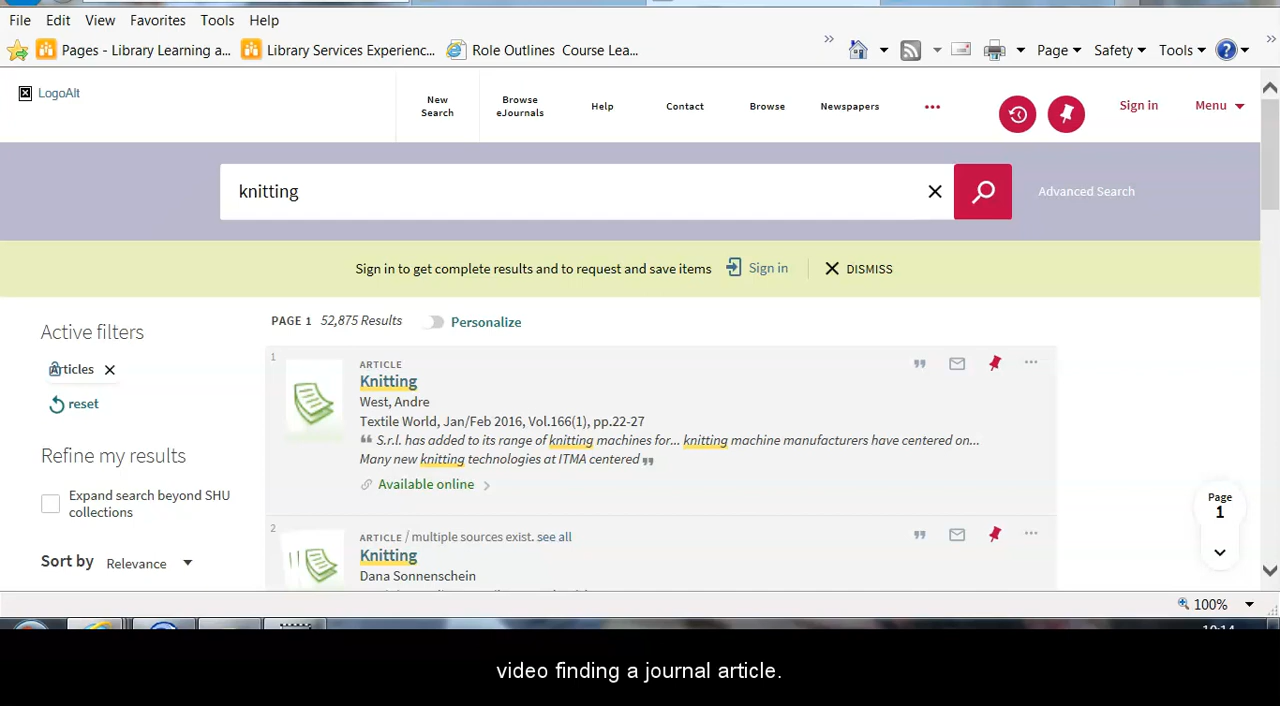 File Edit View Favorites Tools Help
Pages - Library Learning a... Library Services Experienc... Role Outlines Course Lea... » Page Safety Tools »
LogoAlt
New Search
Browse eJournals
Help
Contact
Browse
Newspapers
•••
Sign in
Menu
knitting
Advanced Search
Sign in to get complete results and to request and save items Sign in DISMISS
Active filters
Articles
reset
Refine my results
Expand search beyond SHU
collections
Sort by Relevance
PAGE 1 52,875 Results Personalize
1
ARTICLE
Knitting
West, Andre
Textile World, Jan/Feb 2016, Vol.166(1), pp.22-27
❝ S.r.l. has added to its range of knitting machines for... knitting machine manufacturers have centered on...
Many new knitting technologies at ITMA centered ❞
Available online
2
ARTICLE / multiple sources exist. see all
Knitting
Dana Sonnenschein
Page
1
100%
video finding a journal article.